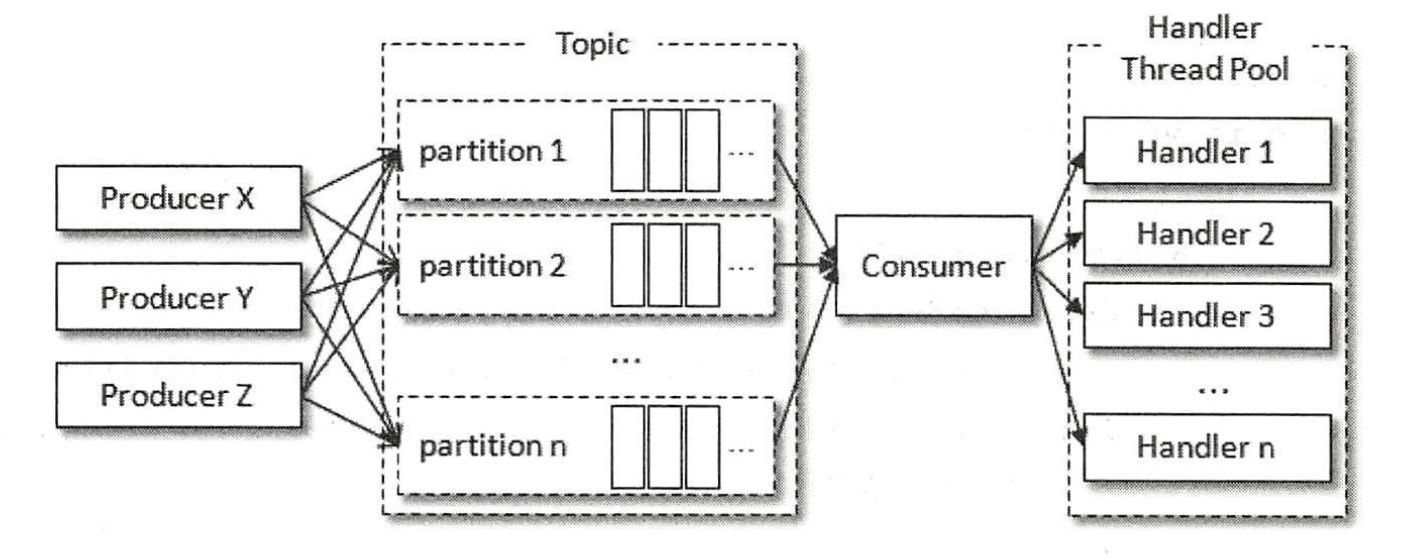 Topic
Handler
Thread Pool
partition 1
...
Handler 1
Producer X
Handler 2
partition 2
...
Consumer
Producer Y
Handler 3
...
Producer Z
...
partition n
...
Handler n